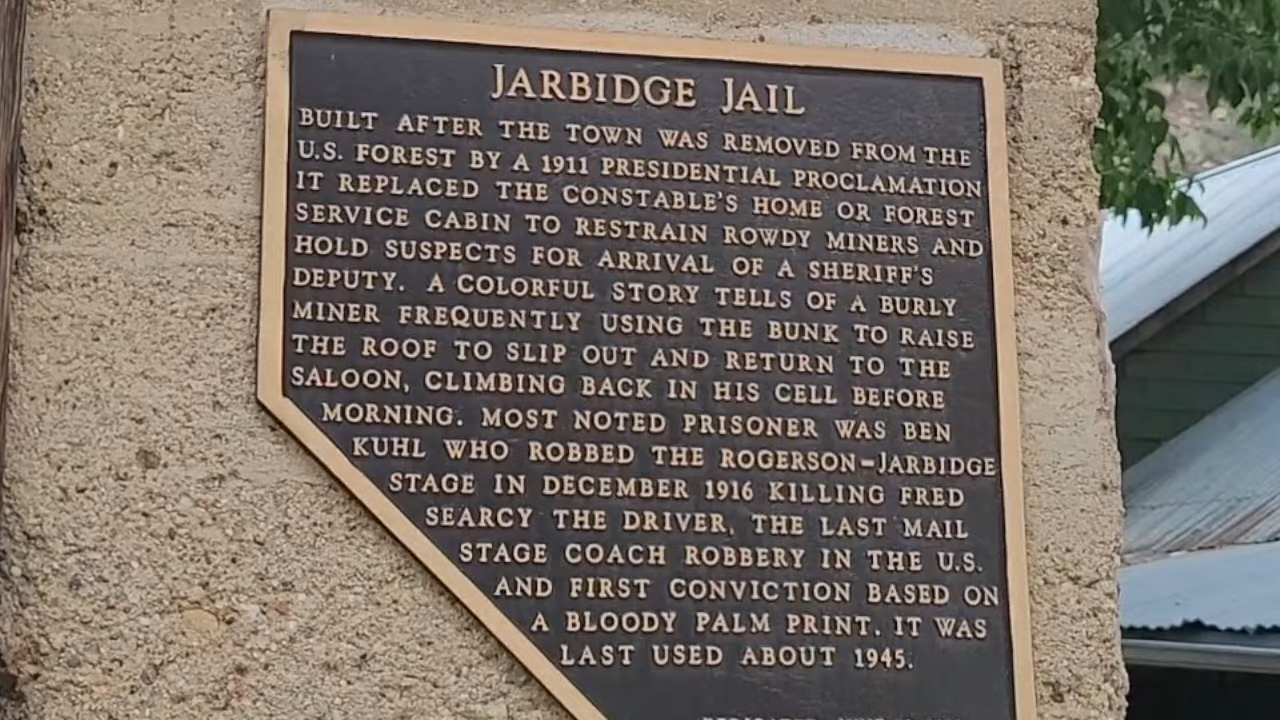 JARBIDGE JAIL
BUILT AFTER THE TOWN WAS REMOVED FROM THE
U.S. FOREST BY A 1911 PRESIDENTIAL PROCLAMATION
IT REPLACED THE CONSTABLE'S HOME OR FOREST
SERVICE CABIN TO RESTRAIN ROWDY MINERS AND
HOLD SUSPECTS FOR ARRIVAL OF A SHERIFF'S
DEPUTY. A COLORFUL STORY TELLS OF A BURLY
MINER FREQUENTLY USING THE BUNK TO RAISE
THE ROOF TO SLIP OUT AND RETURN TO THE
SALOON, CLIMBING BACK IN HIS CELL BEFORE
MORNING. MOST NOTED PRISONER WAS BEN
KUHL WHO ROBBED THE ROGERSON-JARBIDGE
STAGE IN DECEMBER 1916 KILLING FRED
SEARCY THE DRIVER, THE LAST MAIL
STAGE COACH ROBBERY IN THE U.S.
AND FIRST CONVICTION BASED ON
A BLOODY PALM PRINT. IT WAS
LAST USED ABOUT 1945.